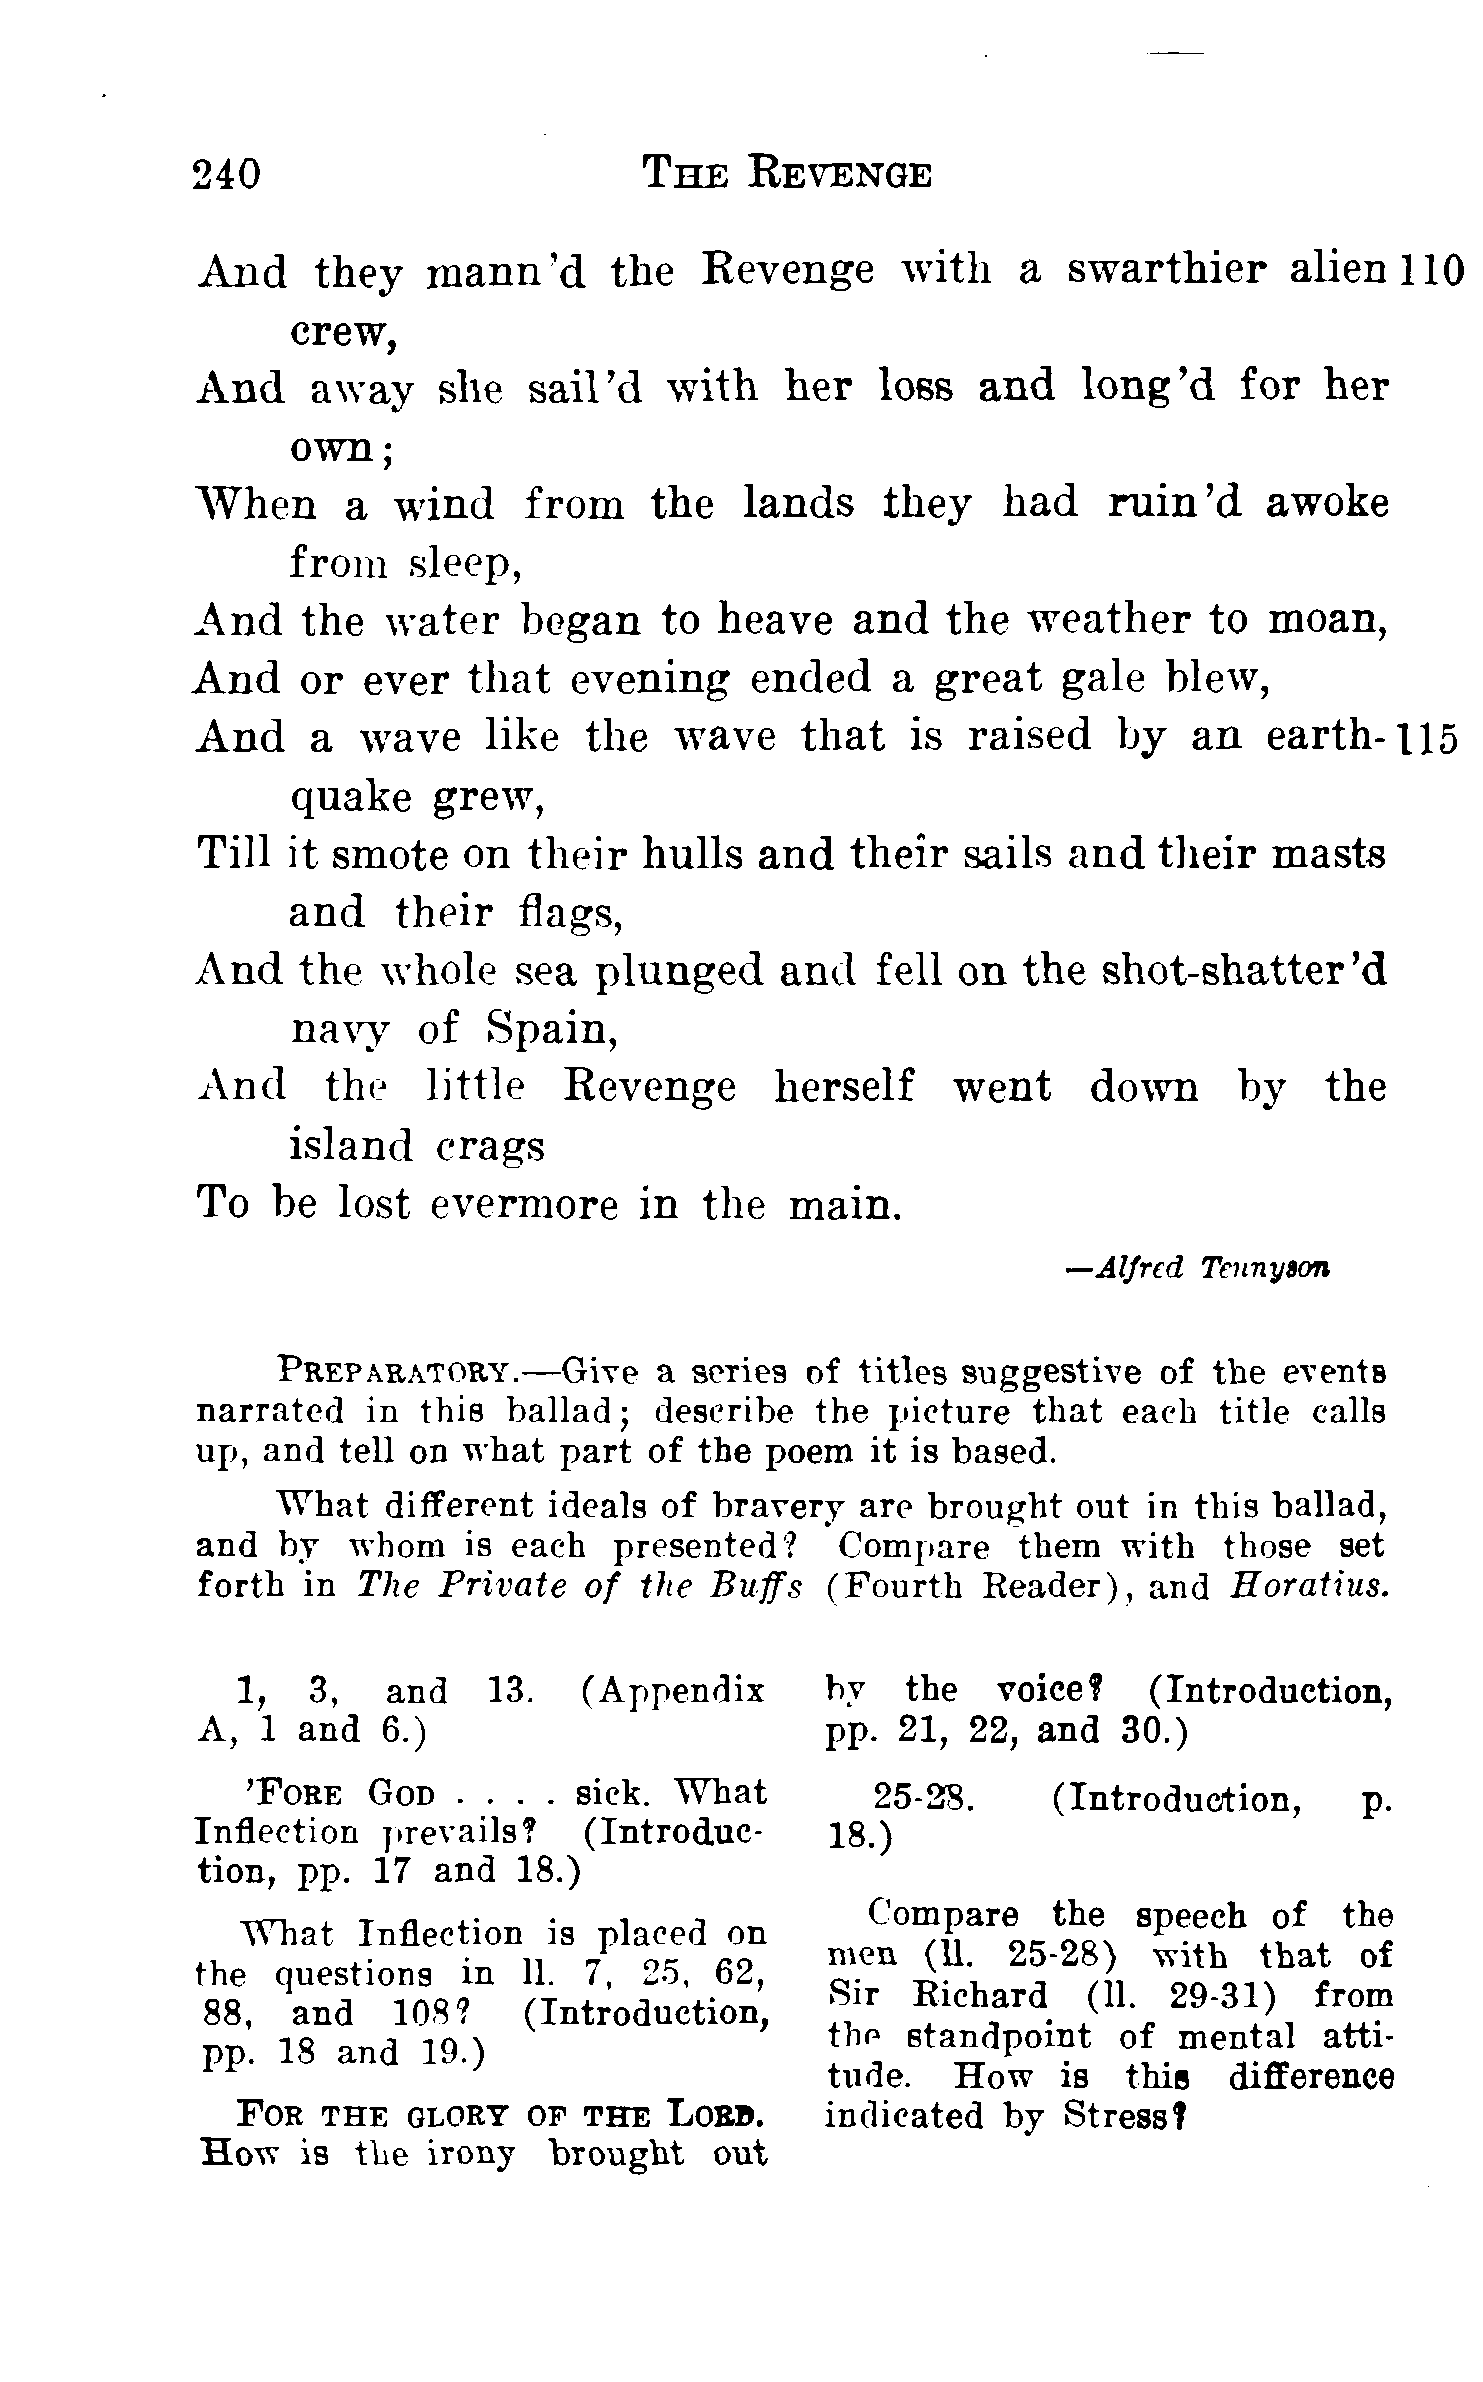 240 THE REVENGE
And they mann'd the Revenge with a swarthier alien 110
crew,
And away she sail'd with her loss and long'd for her
own;
When a wind from the lands they had ruin'd awoke
from sleep,
And the water began to heave and the weather to moan,
And or ever that evening ended a great gale blew,
And a wave like the wave that is raised by an earth- 115
quake grew,
Till it smote on their hulls and their sails and their masts
and their flags,
And the whole sea plunged and fell on the shot-shatter'd
navy of Spain,
And the little Revenge herself went down by the
island crags
To be lost evermore in the main.
—Alfred Tennyson
PREPARATORY.—Give a series of titles suggestive of the events
narrated in this ballad; describe the picture that each title calls
up, and tell on what part of the poem it is based.
What different ideals of bravery are brought out in this ballad,
and by whom is each presented? Compare them with those set
forth in The Private of the Buffs (Fourth Reader), and Horatius.
1, 3, and 13. (Appendix
A, 1 and 6.)
'FORE GOD . . . . sick. What
Inflection prevails? (Introduc-
tion, pp. 17 and 18.)
What Inflection is placed on
the questions in ll. 7, 25, 62,
88, and 108? (Introduction,
pp. 18 and 19.)
FOR THE GLORY OF THE LORD.
How is the irony brought out
by the voice? (Introduction,
pp. 21, 22, and 30.)
25-28. (Introduction, p.
18.)
Compare the speech of the
men (ll. 25-28) with that of
Sir Richard (ll. 29-31) from
the standpoint of mental atti-
tude. How is this difference
indicated by Stress?